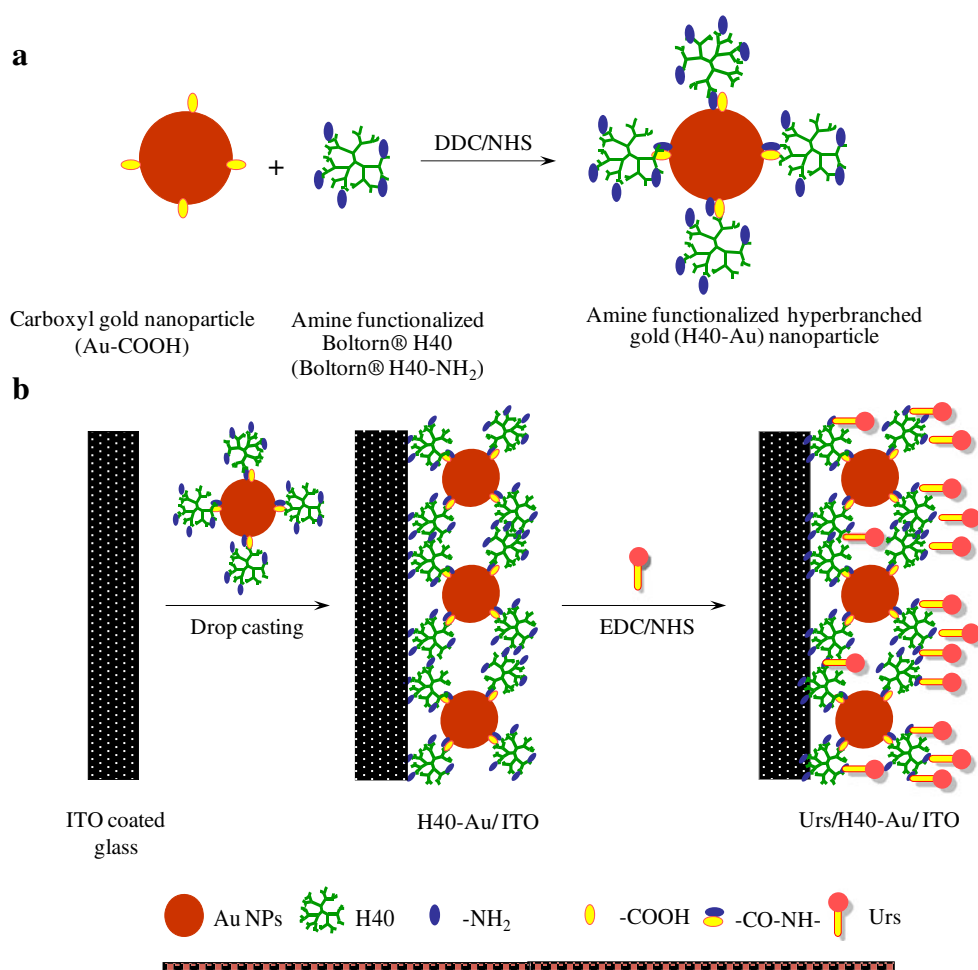 a
+
DDC/NHS
Carboxyl gold nanoparticle
(Au-COOH)
Amine functionalized
Boltorn® H40
(Boltorn® H40-NH₂)
Amine functionalized hyperbranched
gold (H40-Au) nanoparticle
b
Drop casting
EDC/NHS
ITO coated
glass
H40-Au/ ITO
Urs/H40-Au/ ITO
Au NPs
H40
-NH₂
-COOH
-CO-NH-
Urs